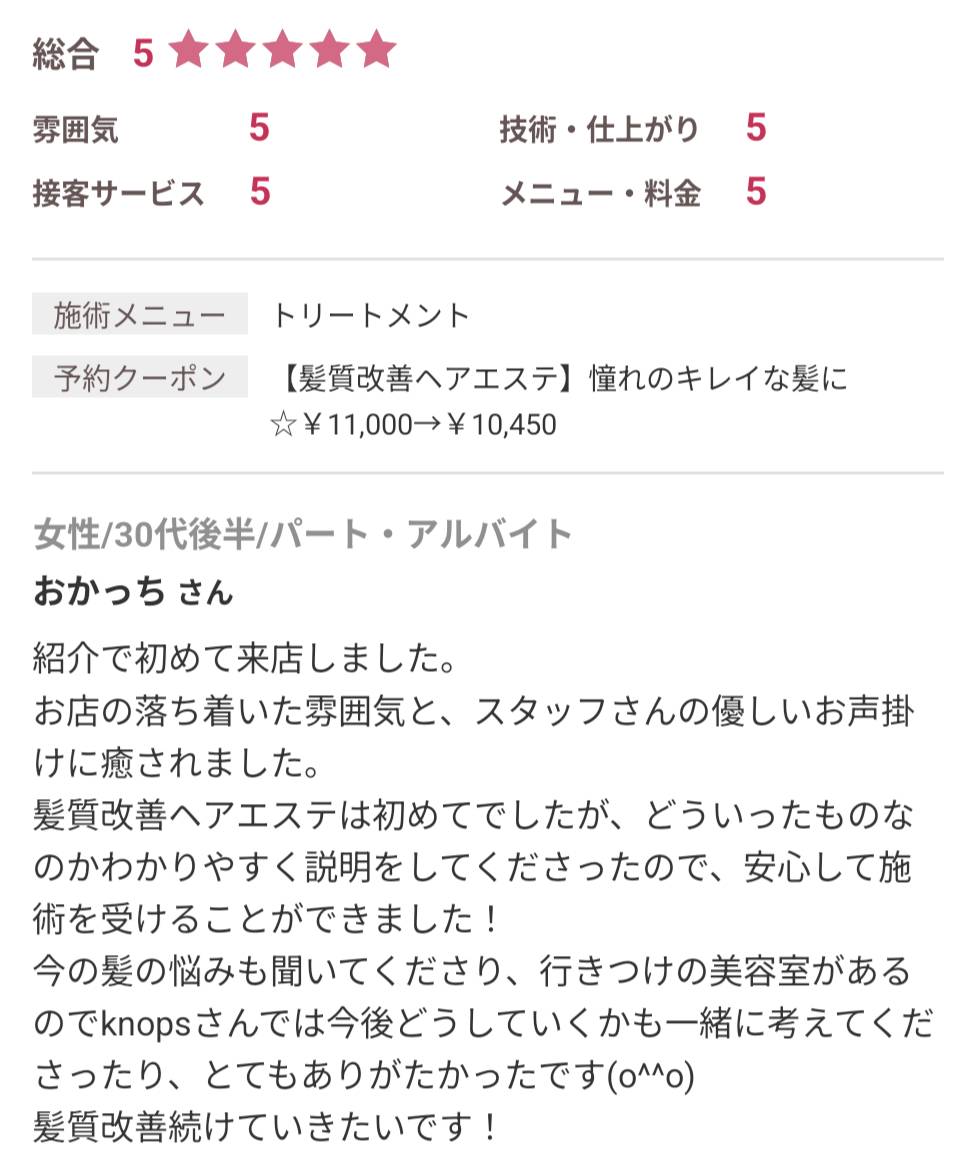 総合 5 ★★★★★
雰囲気 5 技術・仕上がり 5
接客サービス 5 メニュー・料金 5
施術メニュー トリートメント
予約クーポン 【髪質改善ヘアエステ】憧れのキレイな髪に
☆￥11,000→￥10,450
女性/30代後半/パート・アルバイト
おかっち さん
紹介で初めて来店しました。
お店の落ち着いた雰囲気と、スタッフさんの優しいお声掛
けに癒されました。
髪質改善ヘアエステは初めてでしたが、どういったものな
のかわかりやすく説明をしてくださったので、安心して施
術を受けることができました！
今の髪の悩みも聞いてくださり、行きつけの美容室がある
のでknopsさんでは今後どうしていくかも一緒に考えてくだ
さったり、とてもありがたかったです(o^^o)
髪質改善続けていきたいです！